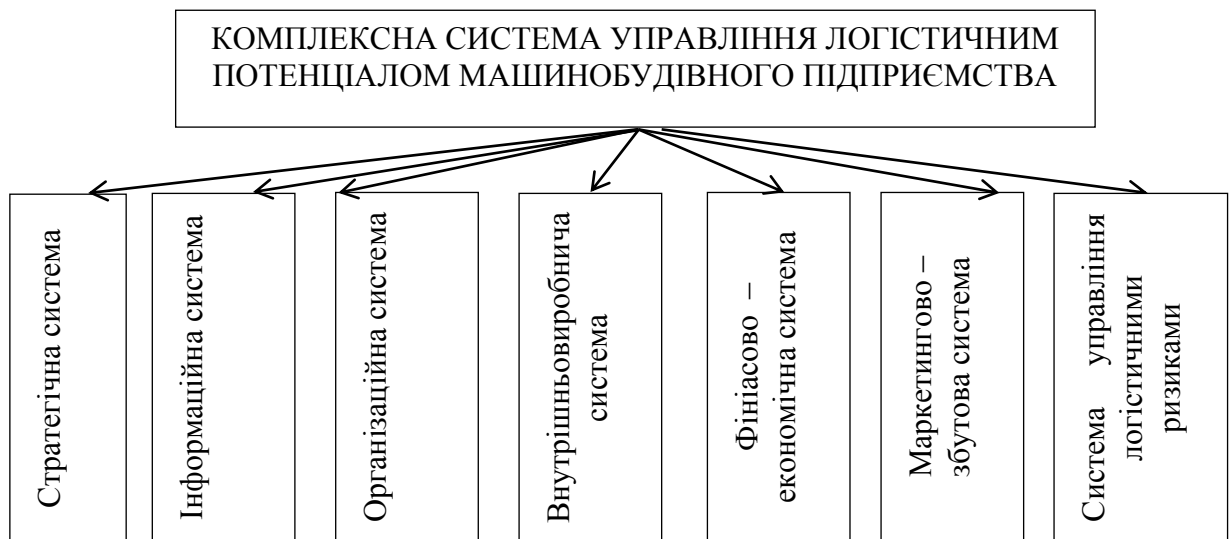 КОМПЛЕКСНА СИСТЕМА УПРАВЛІННЯ ЛОГІСТИЧНИМ
ПОТЕНЦІАЛОМ МАШИНОБУДІВНОГО ПІДПРИЄМСТВА
Стратегічна система
Інформаційна система
Організаційна система
Внутрішньовиробнича
система
Фініасово –
економічна система
Маркетингово –
збутова система
Система управління
логістичними
ризиками